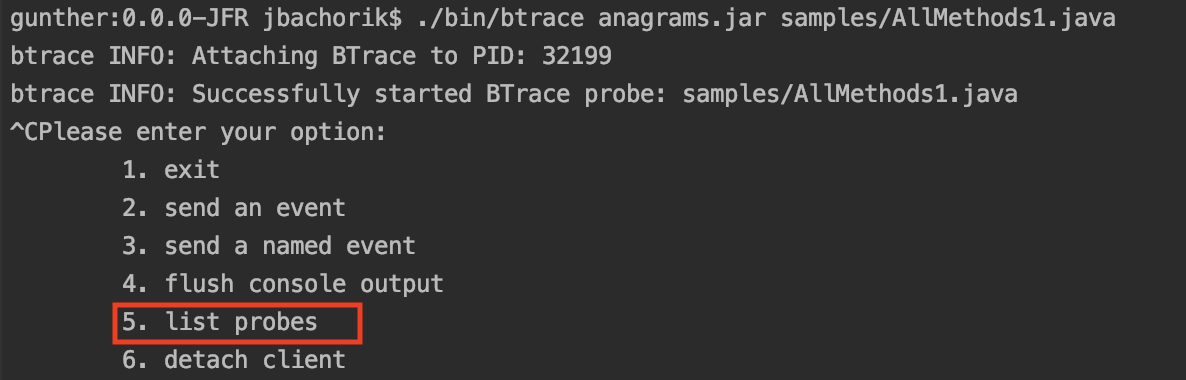 gunther:0.0.0-JFR jbachorik$ ./bin/btrace anagrams.jar samples/AllMethods1.java
btrace INFO: Attaching BTrace to PID: 32199
btrace INFO: Successfully started BTrace probe: samples/AllMethods1.java
^CPlease enter your option:
1. exit
2. send an event
3. send a named event
4. flush console output
5. list probes
6. detach client